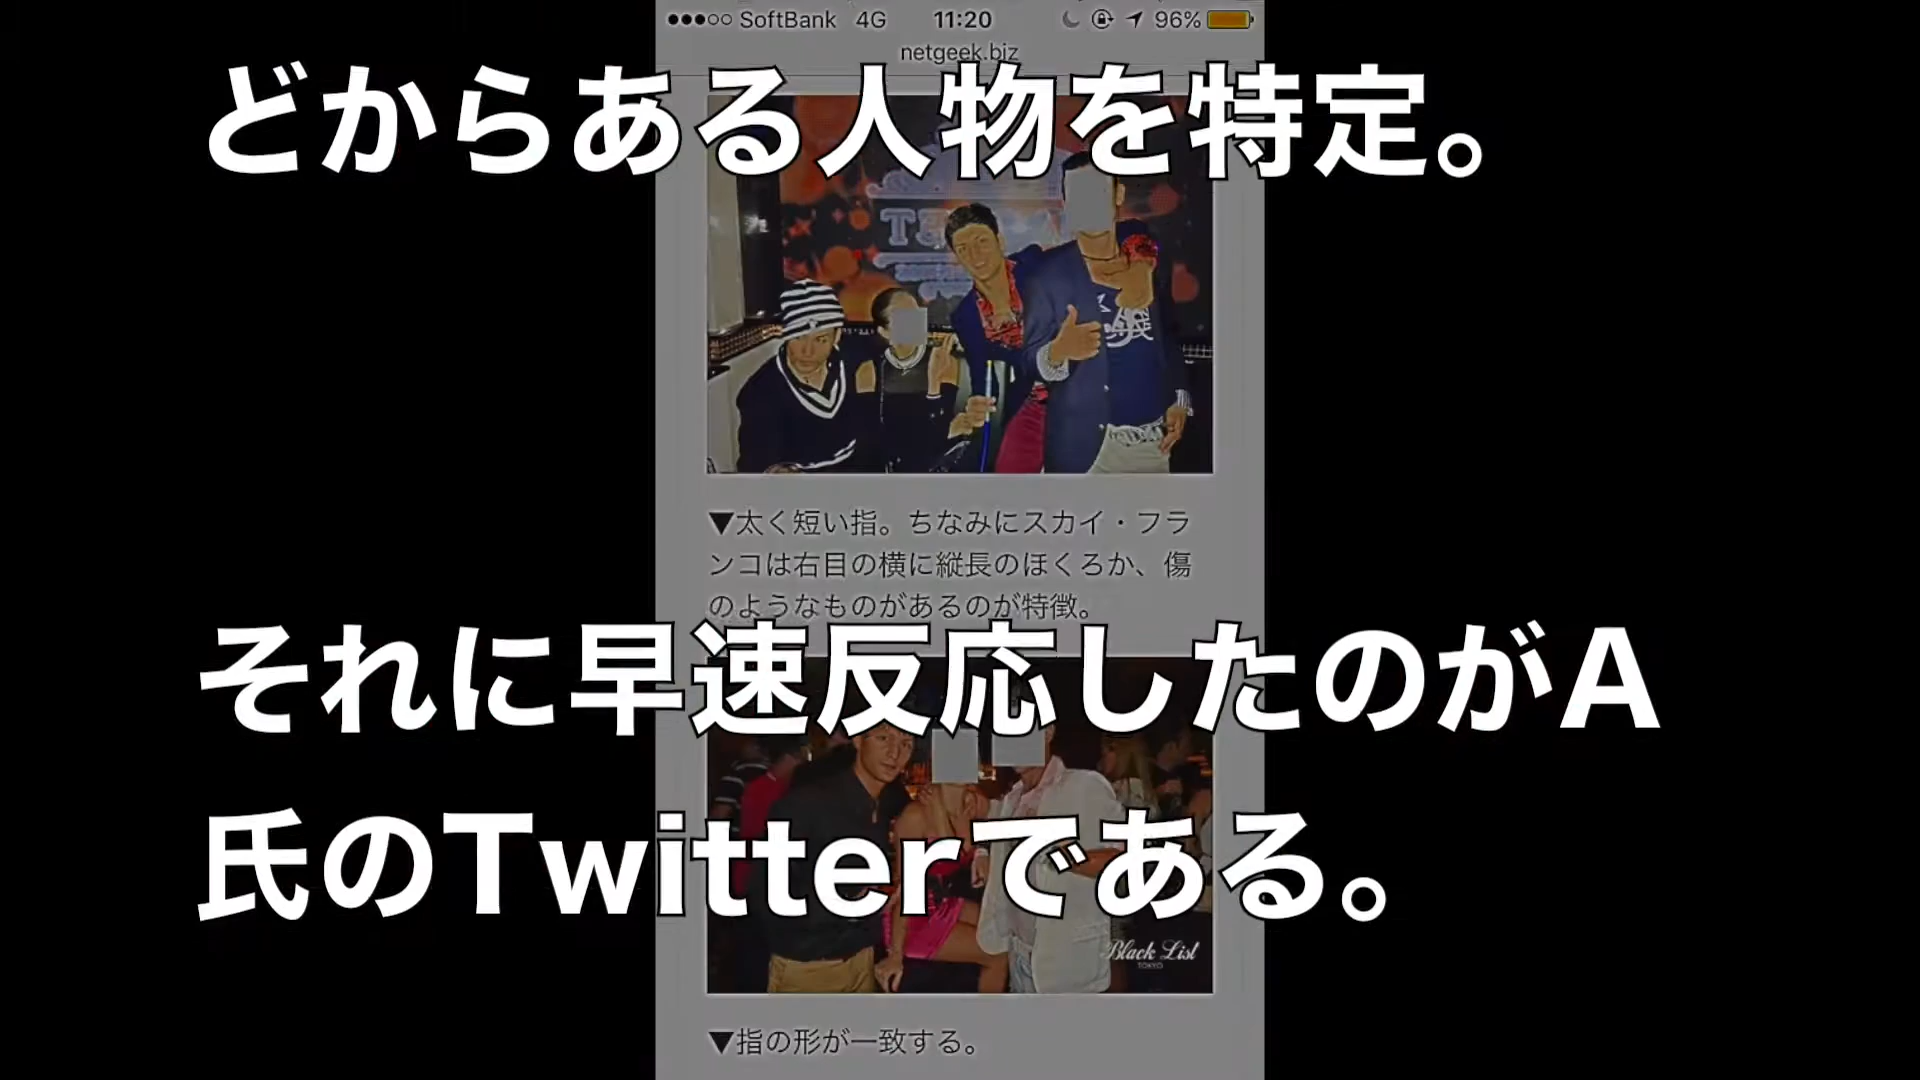 SoftBank 4G 11:20 96%
netgeek.biz
どからある人物を特定。
▼太く短い指。ちなみにスカイ・フラ
ンコは右目の横に縦長のほくろか、傷
のようなものがあるのが特徴。
それに早速反応したのがA
氏のTwitterである。
Black List
TOKYO
▼指の形が一致する。